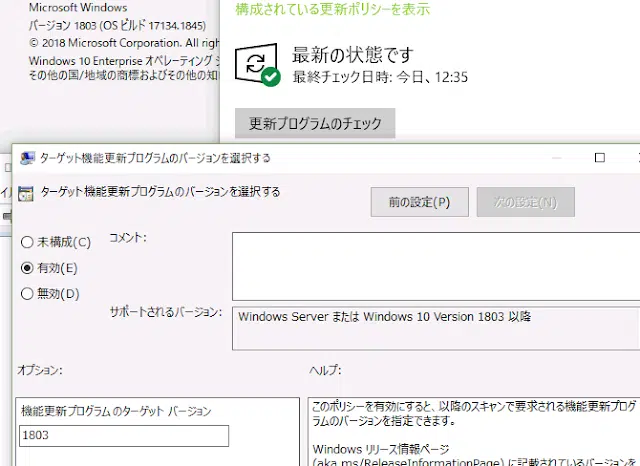 Microsoft Windows
バージョン 1803 (OS ビルド 17134.1845)
© 2018 Microsoft Corporation. All righ
Windows 10 Enterprise オペレーティング
その他の国/地域の商標およびその他の知
構成されている更新ポリシーを表示
最新の状態です
最終チェック日時: 今日、12:35
更新プログラムのチェック
ターゲット機能更新プログラムのバージョンを選択する
ターゲット機能更新プログラムのバージョンを選択する
前の設定(P)
次の設定(N)
未構成(C)
有効(E)
無効(D)
コメント:
サポートされるバージョン:
Windows Server または Windows 10 Version 1803 以降
オプション:
ヘルプ:
機能更新プログラムのターゲット バージョン
1803
このポリシーを有効にすると、以降のスキャンで要求される機能更新プログ
ラムのバージョンを指定できます。
Windows リリース情報ページ
(aka.ms/ReleaseInformationPage) に記載されているバージョンを